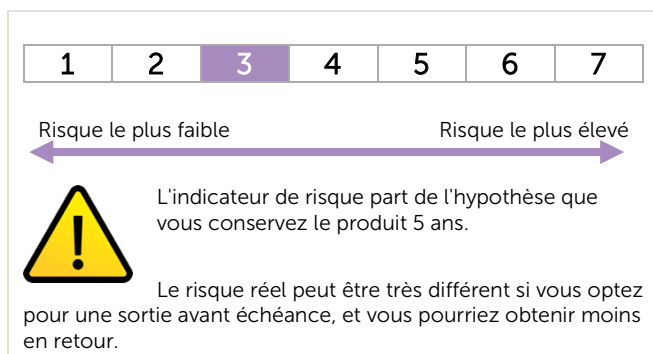 1 2 3 4 5 6 7
Risque le plus faible Risque le plus élevé
L'indicateur de risque part de l'hypothèse que
vous conservez le produit 5 ans.
Le risque réel peut être très différent si vous optez
pour une sortie avant échéance, et vous pourriez obtenir moins
en retour.